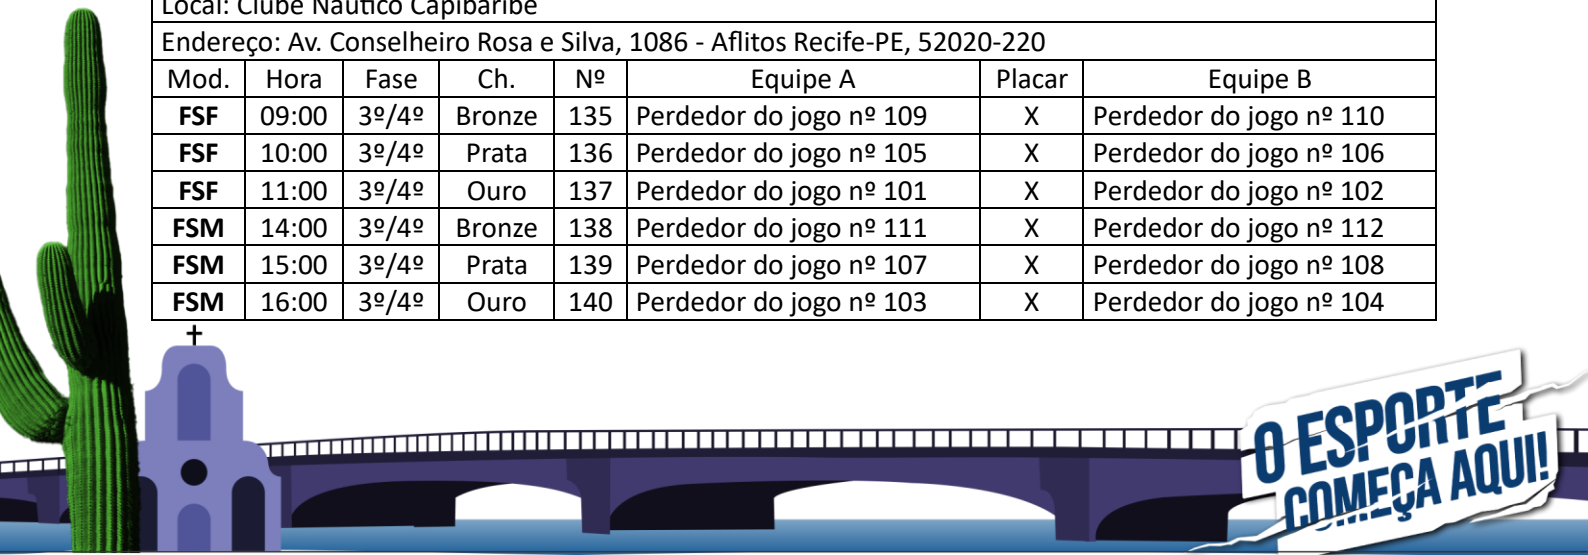 Local: Clube Náutico Capibaribe
Endereço: Av. Conselheiro Rosa e Silva, 1086 - Aflitos Recife-PE, 52020-220
Mod. Hora Fase Ch. Nº Equipe A Placar Equipe B
FSF 09:00 3º/4º Bronze 135 Perdedor do jogo nº 109 X Perdedor do jogo nº 110
FSF 10:00 3º/4º Prata 136 Perdedor do jogo nº 105 X Perdedor do jogo nº 106
FSF 11:00 3º/4º Ouro 137 Perdedor do jogo nº 101 X Perdedor do jogo nº 102
FSM 14:00 3º/4º Bronze 138 Perdedor do jogo nº 111 X Perdedor do jogo nº 112
FSM 15:00 3º/4º Prata 139 Perdedor do jogo nº 107 X Perdedor do jogo nº 108
FSM 16:00 3º/4º Ouro 140 Perdedor do jogo nº 103 X Perdedor do jogo nº 104
O ESPORTE
COMEÇA AQUI!